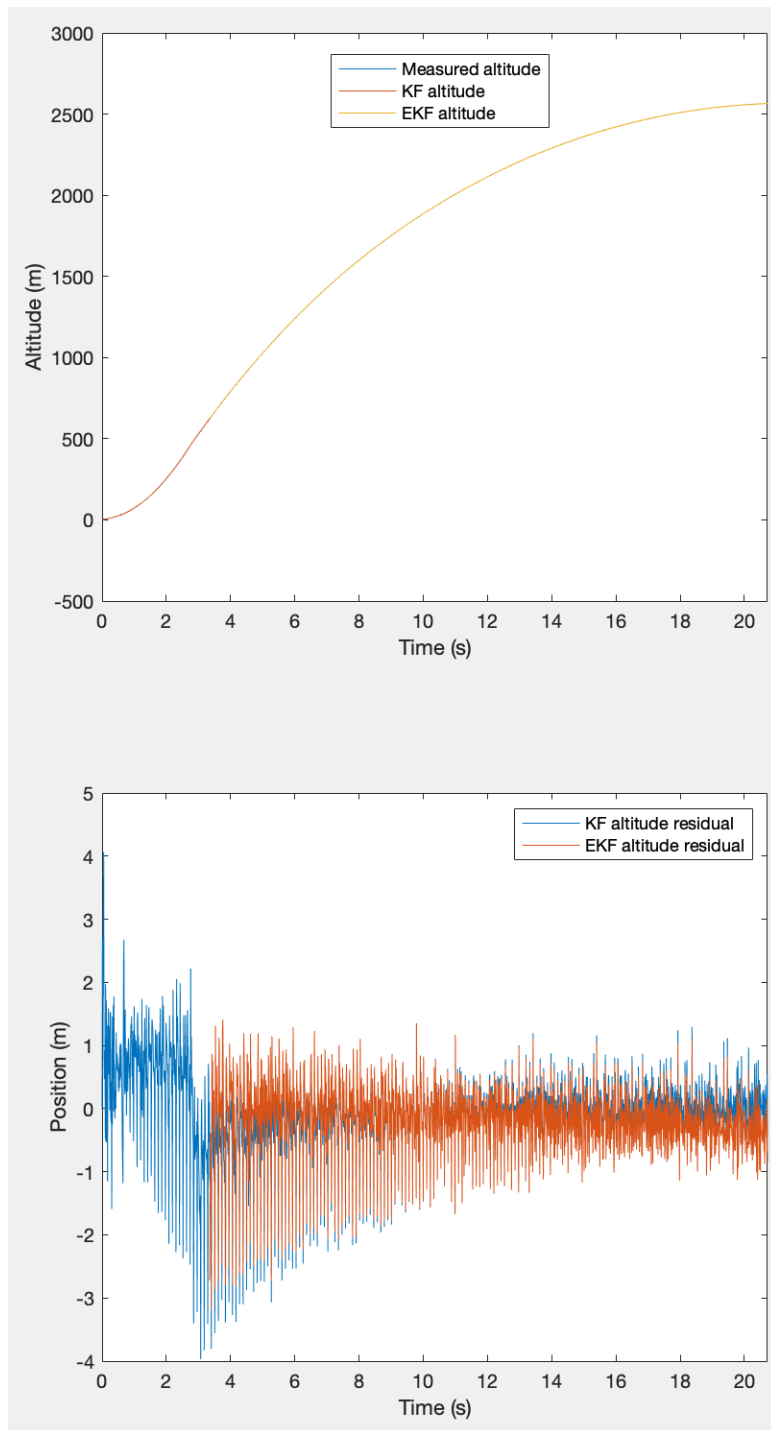 3000
2500
2000
1500
1000
500
0
-500
Altitude (m)
Measured altitude
KF altitude
EKF altitude
0 2 4 6 8 10 12 14 16 18 20
Time (s)
5
4
3
2
1
0
-1
-2
-3
-4
Position (m)
KF altitude residual
EKF altitude residual
0 2 4 6 8 10 12 14 16 18 20
Time (s)